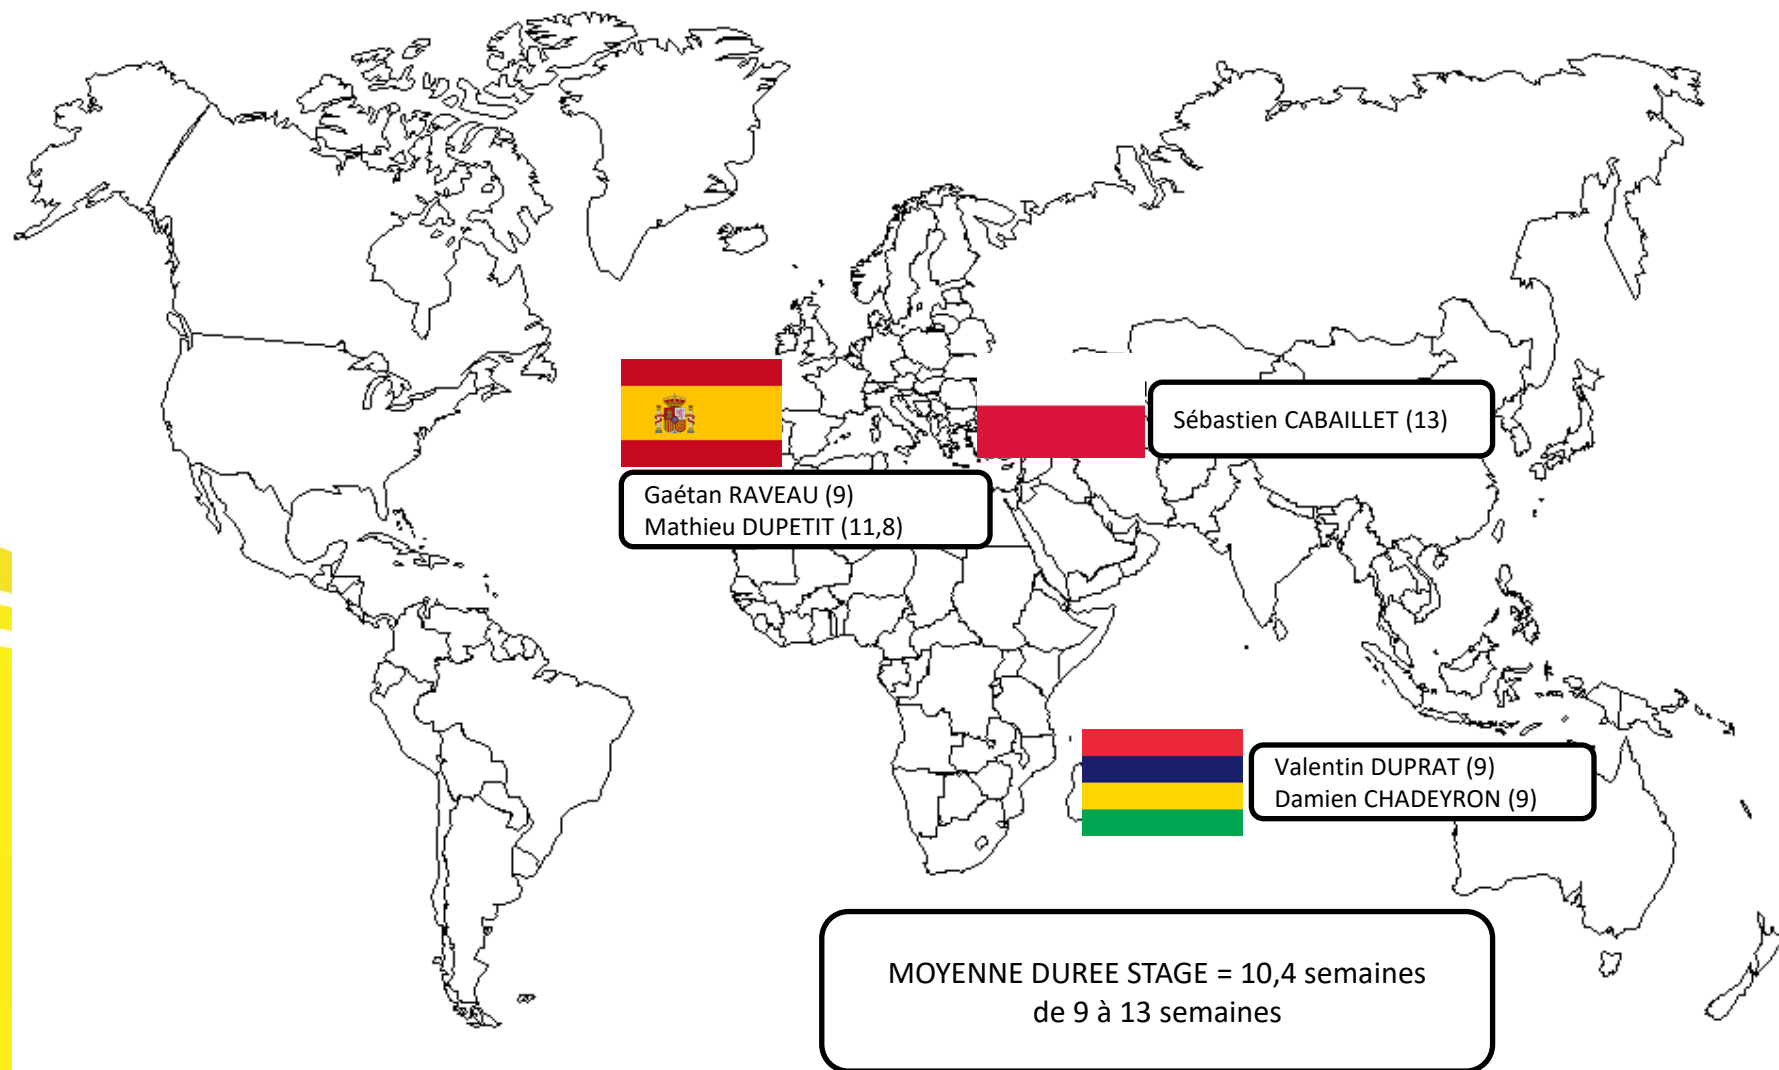 Sébastien CABAILLET (13)
Gaétan RAVEAU (9)
Mathieu DUPETIT (11,8)
Valentin DUPRAT (9)
Damien CHADEYRON (9)
MOYENNE DUREE STAGE = 10,4 semaines
de 9 à 13 semaines